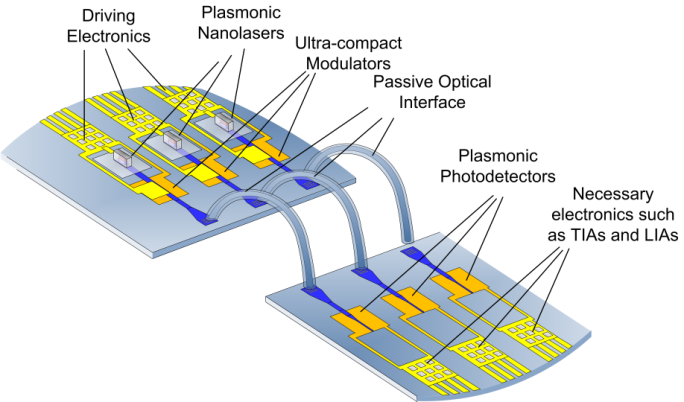 Driving
Electronics
Plasmonic
Nanolasers
Ultra-compact
Modulators
Passive Optical
Interface
Plasmonic
Photodetectors
Necessary
electronics such
as TIAs and LIAs